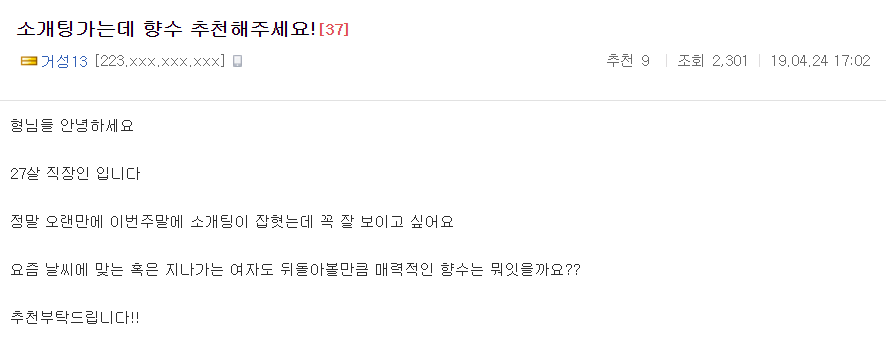 소개팅가는데 향수 추천해주세요![37]
거성13 [223.xxx.xxx.xxx] 추천 9 조회 2,301 19.04.24 17:02
형님들 안녕하세요
27살 직장인 입니다
정말 오랜만에 이번주말에 소개팅이 잡혓는데 꼭 잘 보이고 싶어요
요즘 날씨에 맞는 혹은 지나가는 여자도 뒤돌아볼만큼 매력적인 향수는 뭐잇을까요??
추천부탁드립니다!!